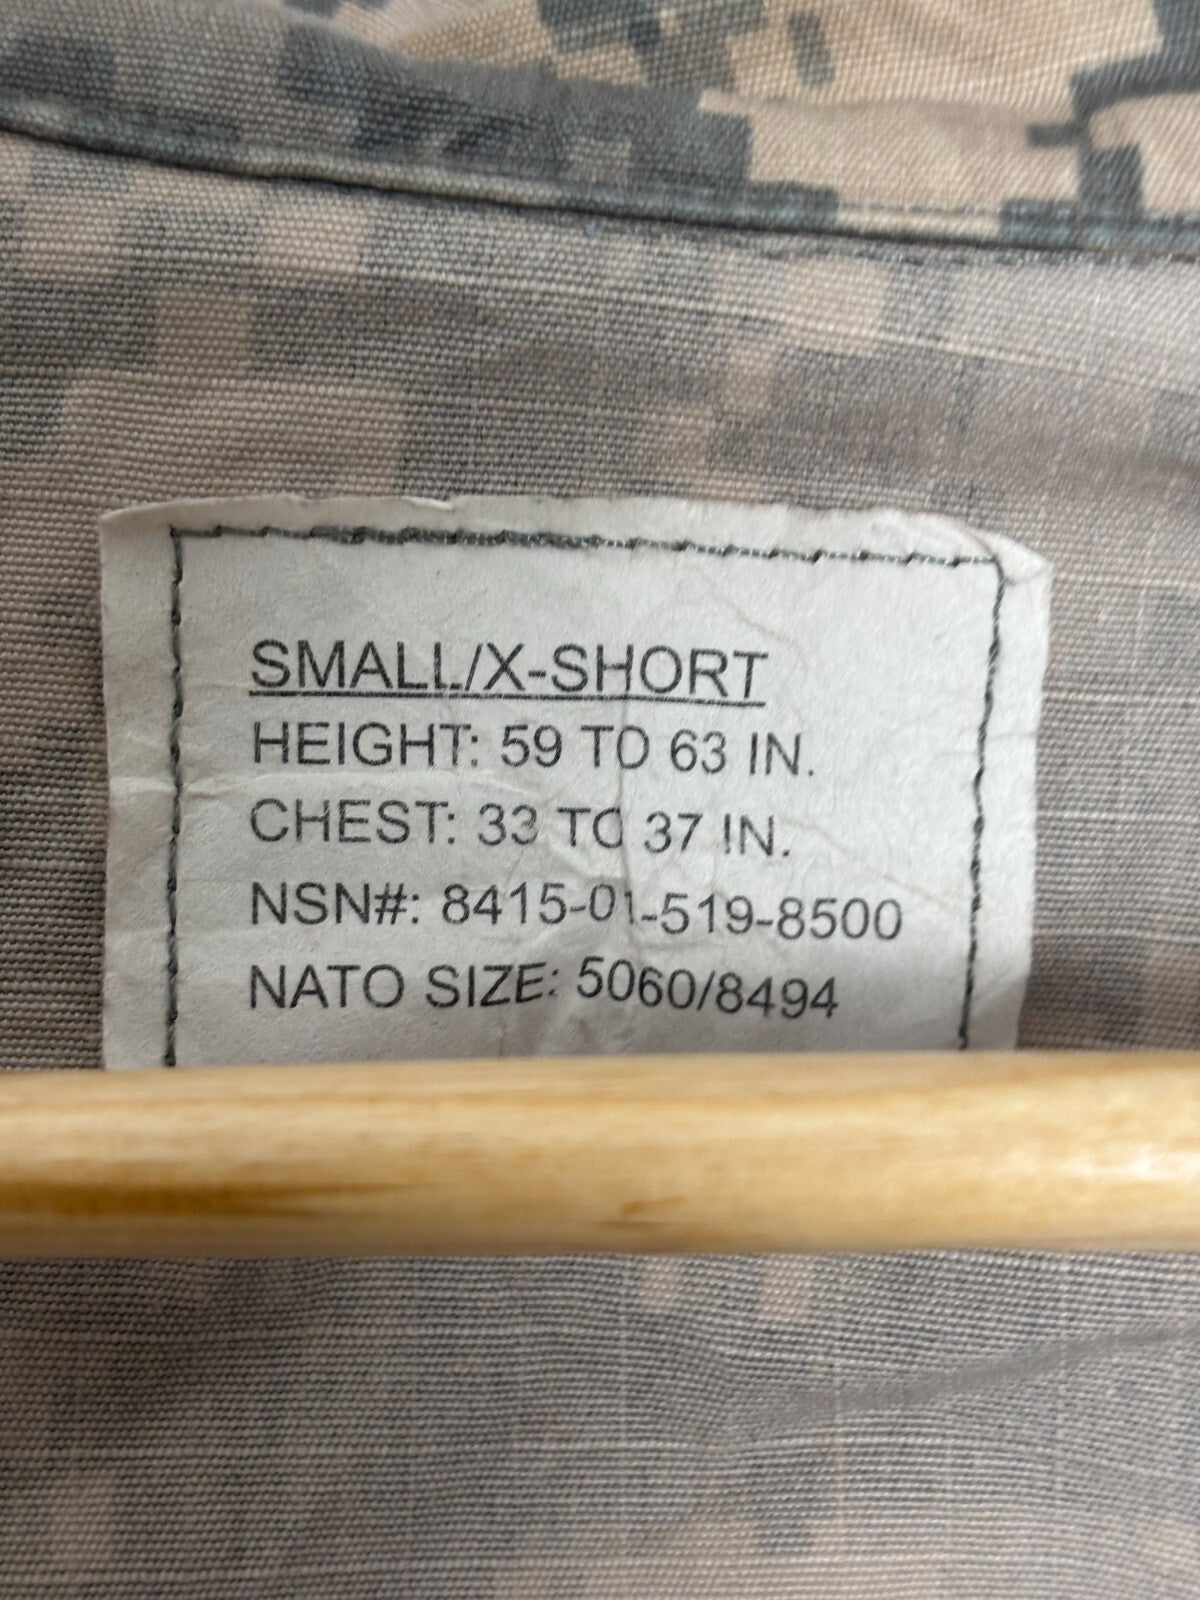 SMALL/X-SHORT
HEIGHT: 59 TO 63 IN.
CHEST: 33 TO 37 IN.
NSN#: 8415-01-519-8500
NATO SIZE: 5060/8494